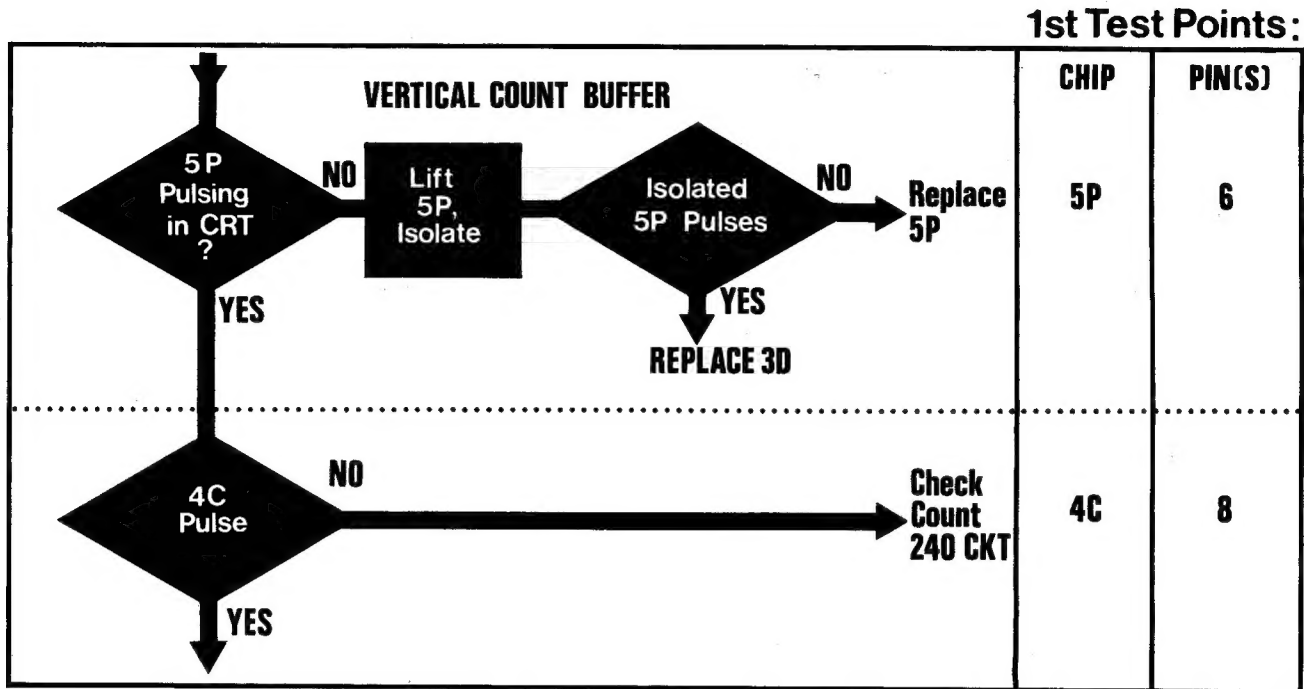 1st Test Points:
CHIP
PIN(S)
VERTICAL COUNT BUFFER
5P
Pulsing
in CRT
?
NO
Lift
5P,
Isolate
Isolated
5P Pulses
NO
Replace
5P
5P
6
YES
YES
REPLACE 3D
4C
Pulse
NO
Check
Count
240 CKT
4C
8
YES